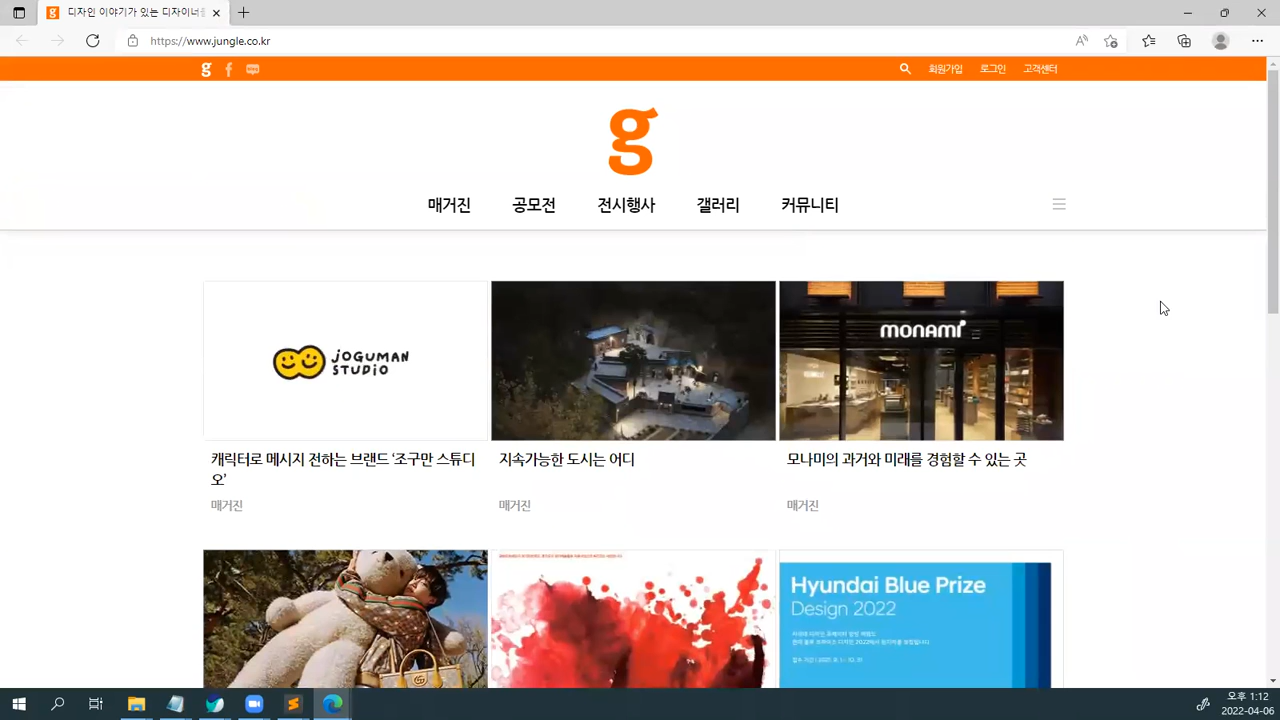 디자인 이야기가 있는 디자이너
https://www.jungle.co.kr
g
회원가입 로그인 고객센터
g
매거진 공모전 전시행사 갤러리 커뮤니티
JOGUMAN
STUDIO
monami
캐릭터로 메시지 전하는 브랜드 ‘조구만 스튜디
오’
매거진
지속가능한 도시는 어디
매거진
모나미의 과거와 미래를 경험할 수 있는 곳
매거진
Hyundai Blue Prize
Design 2022
오후 1:12
2022-04-06